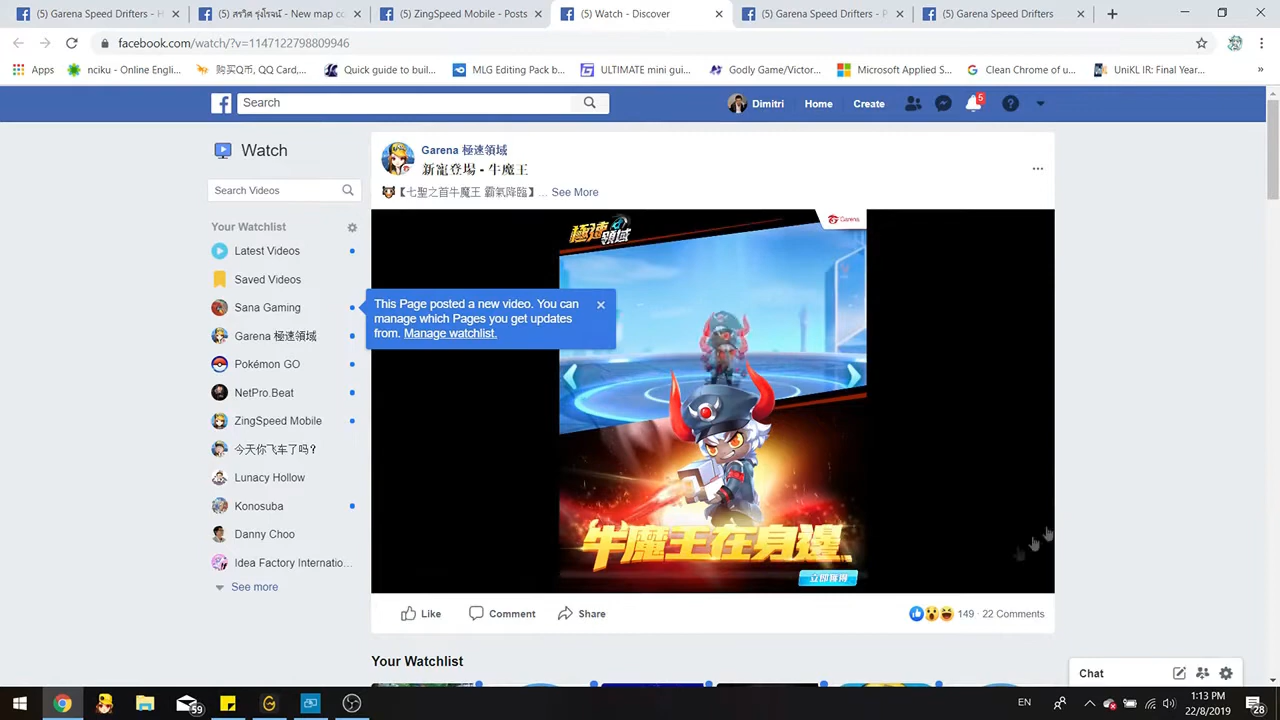 (5) Garena Speed Drifters - H
(5) สรวิศ รุ่งโรจน์ - New map co
(5) ZingSpeed Mobile - Posts
(5) Watch - Discover
(5) Garena Speed Drifters - P
(5) Garena Speed Drifters
facebook.com/watch/?v=1147122798809946
Apps
nciku - Online Engli...
购买Q币, QQ Card,...
Quick guide to buil...
MLG Editing Pack b...
ULTIMATE mini gui...
Godly Game/Victor...
Microsoft Applied S...
Clean Chrome of u...
UniKL IR: Final Year...
Search
Dimitri
Home
Create
5
Watch
Search Videos
Your Watchlist
Latest Videos
Saved Videos
Sana Gaming
Garena 極速領域
Pokémon GO
NetPro.Beat
ZingSpeed Mobile
今天你飞车了吗?
Lunacy Hollow
Konosuba
Danny Choo
Idea Factory Internatio...
See more
Garena 極速領域
新寵登場 - 牛魔王
【七聖之首牛魔王 霸氣降臨】 ... See More
極速領域
Garena
This Page posted a new video. You can
manage which Pages you get updates
from. Manage watchlist.
牛魔王在身邊
立即獲得
Like
Comment
Share
149 · 22 Comments
Your Watchlist
Chat
59
EN
1:13 PM
22/8/2019
28